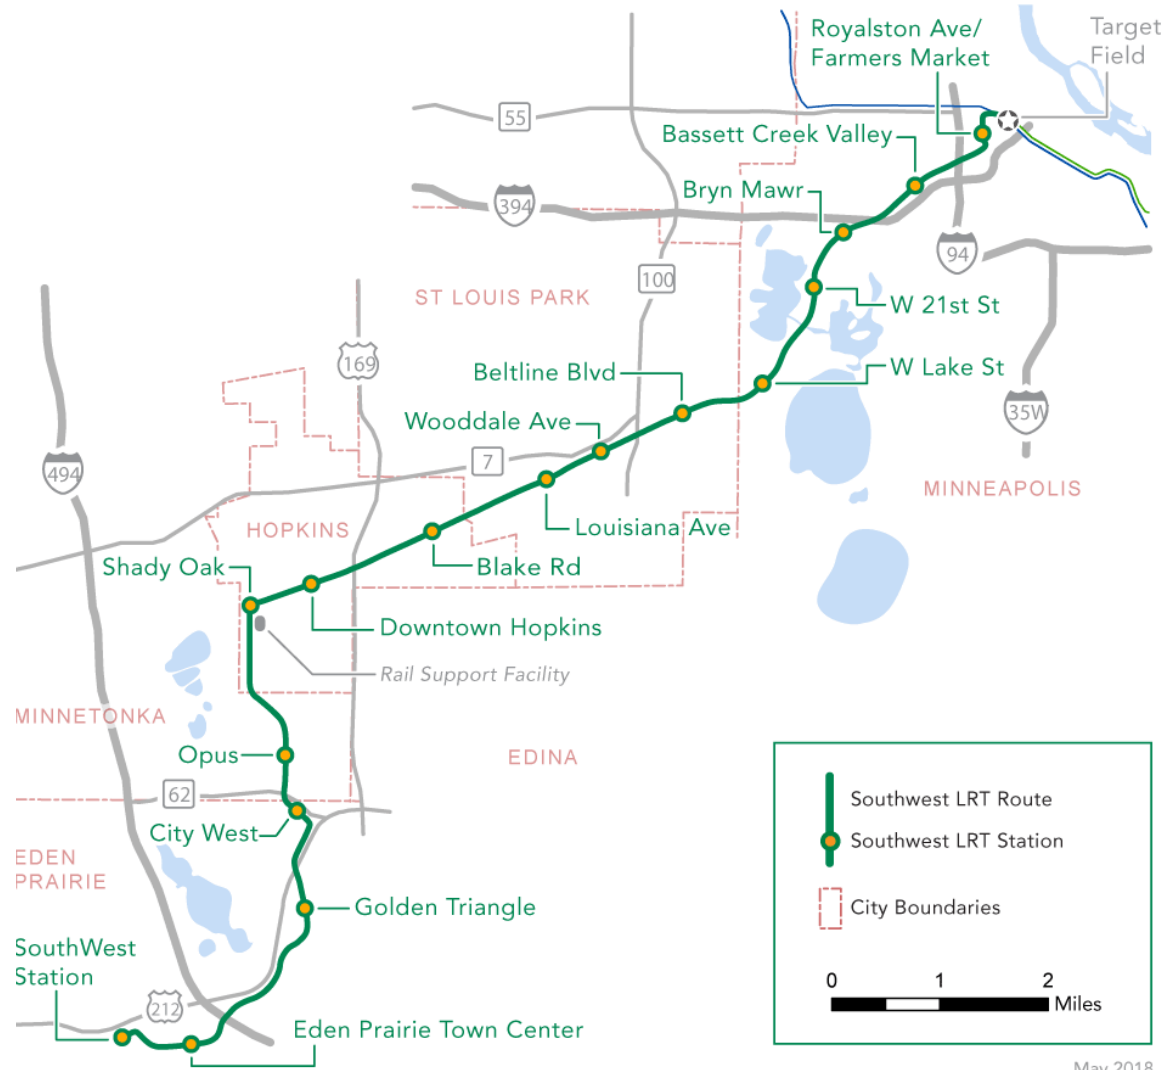 Royalston Ave/
Farmers Market
Target
Field
55
Bassett Creek Valley
Bryn Mawr
394
94
100
ST LOUIS PARK
W 21st St
169
Beltline Blvd
W Lake St
Wooddale Ave
35W
7
494
MINNEAPOLIS
HOPKINS
Louisiana Ave
Shady Oak
Blake Rd
Downtown Hopkins
Rail Support Facility
MINNETONKA
Opus
EDINA
62
City West
EDEN
PRAIRIE
Golden Triangle
SouthWest
Station
212
Eden Prairie Town Center
Southwest LRT Route
Southwest LRT Station
City Boundaries
0 1 2
Miles
May 2018